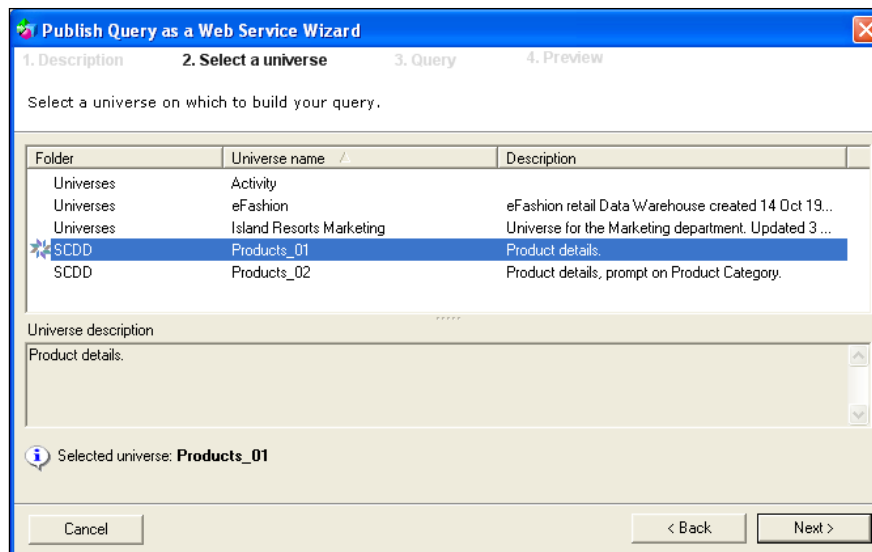 Publish Query as a Web Service Wizard
1. Description 2. Select a universe 3. Query 4. Preview
Select a universe on which to build your query.
Folder Universe name Description
Universes Activity
Universes eFashion eFashion retail Data Warehouse created 14 Oct 19...
Universes Island Resorts Marketing Universe for the Marketing department. Updated 3 ...
SCDD Products_01 Product details.
SCDD Products_02 Product details, prompt on Product Category.
Universe description
Product details.
Selected universe: Products_01
Cancel < Back Next >